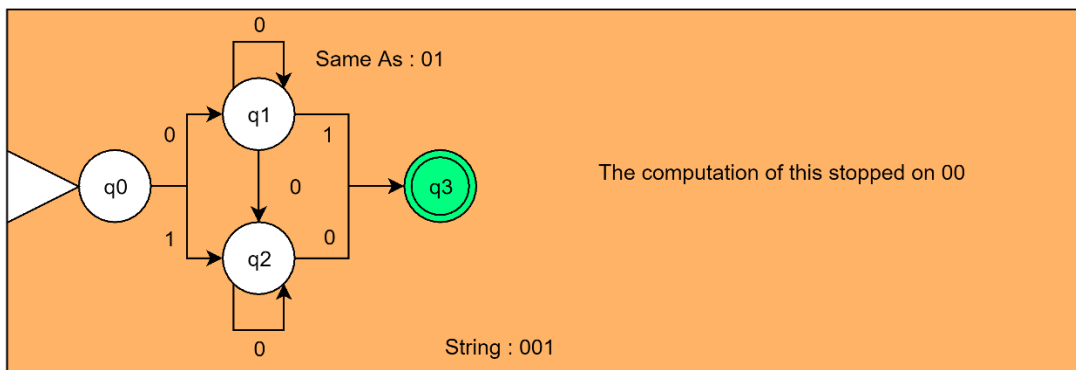 0
Same As : 01
q1
0
1
The computation of this stopped on 00
q0
0
q3
1
0
q2
0
String : 001